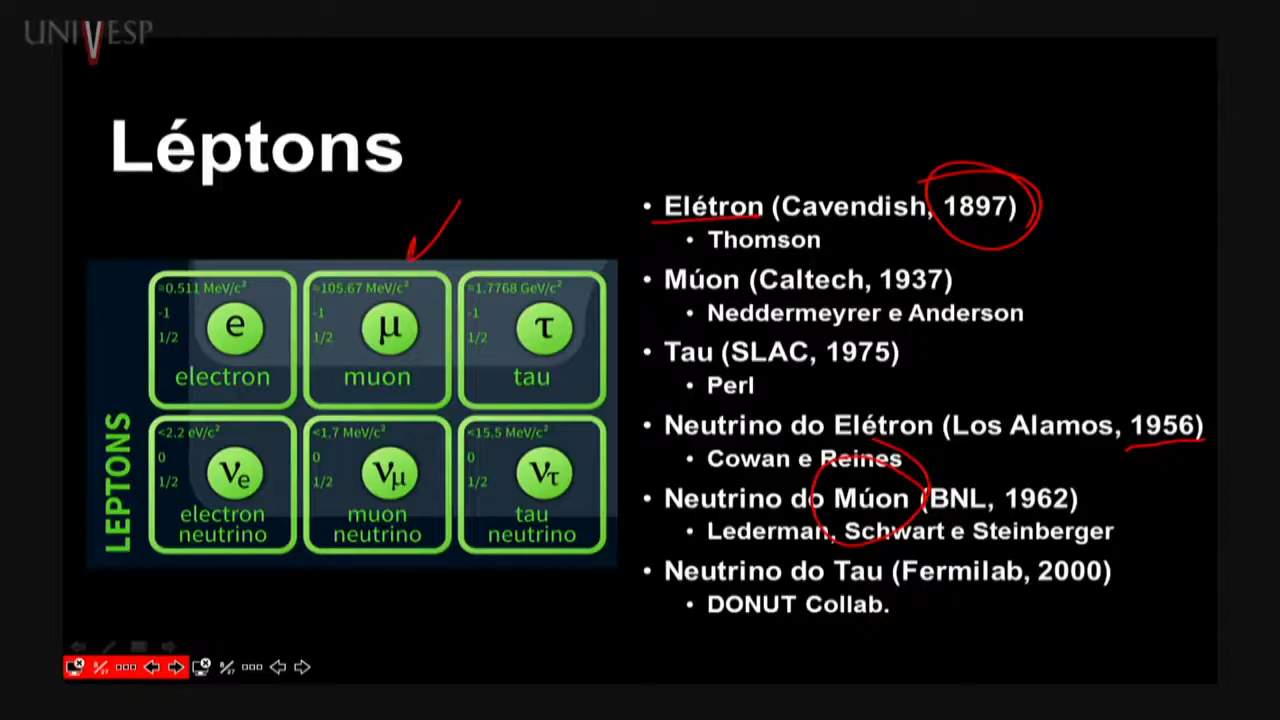 UNIVESP
Léptons
• Elétron (Cavendish, 1897)
• Thomson
• Múon (Caltech, 1937)
• Neddermeyrer e Anderson
• Tau (SLAC, 1975)
• Perl
• Neutrino do Elétron (Los Alamos, 1956)
• Cowan e Reines
• Neutrino do Múon (BNL, 1962)
• Lederman, Schwart e Steinberger
• Neutrino do Tau (Fermilab, 2000)
• DONUT Collab.
LEPTONS
≈0.511 MeV/c²
-1
1/2
e
electron
≈105.67 MeV/c²
-1
1/2
μ
muon
≈1.7768 GeV/c²
-1
1/2
τ
tau
<2.2 eV/c²
0
1/2
νe
electron
neutrino
<1.7 MeV/c²
0
1/2
νμ
muon
neutrino
<15.5 MeV/c²
0
1/2
ντ
tau
neutrino